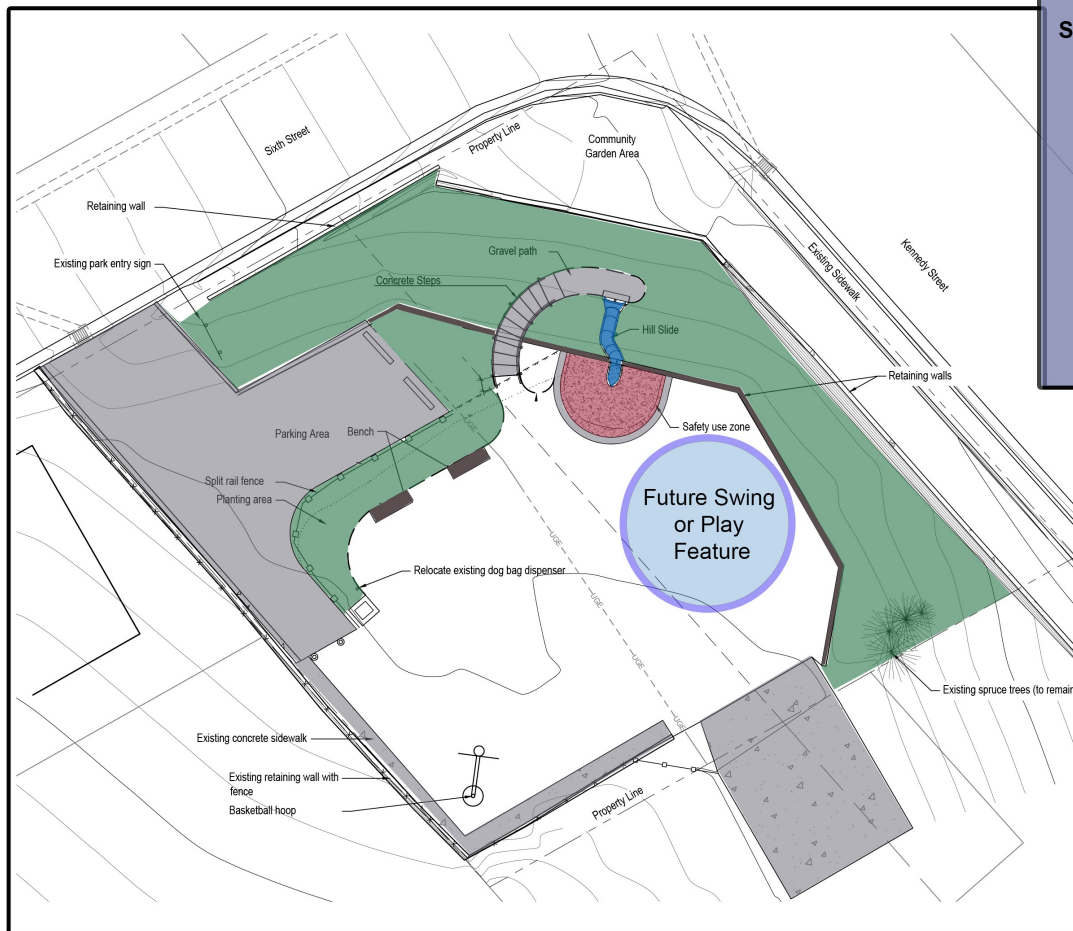 S
Community
Garden Area
Property Line
Sixth Street
Retaining wall
Existing park entry sign
Gravel path
Concrete Steps
Kennedy Street
Existing Sidewalk
Hill Slide
Retaining walls
Parking Area
Bench
UGE
Safety use zone
Split rail fence
Planting area
Future Swing
or Play
Feature
UGE
Relocate existing dog bag dispenser
UGE
UGE
Existing spruce trees (to remain
UGE
Existing concrete sidewalk
Existing retaining wall with
fence
Basketball hoop
Property Line